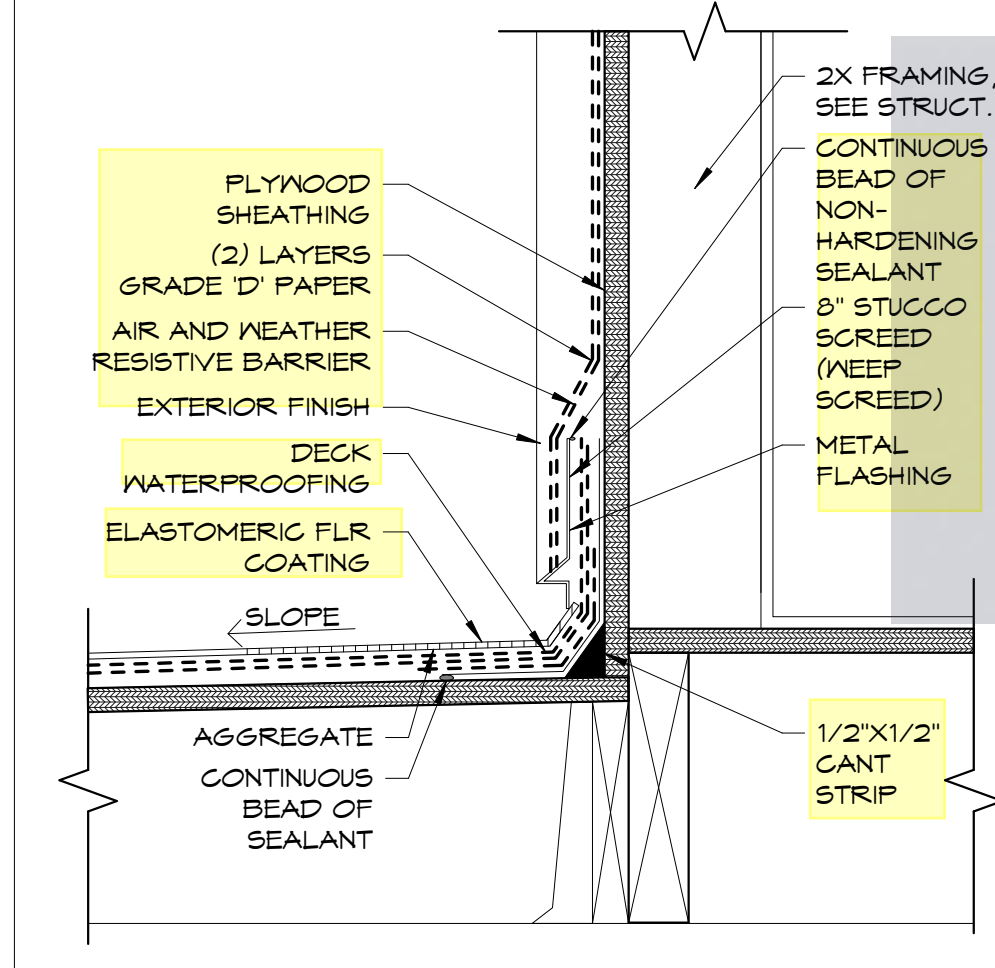 2X FRAMING,
SEE STRUCT.
CONTINUOUS
BEAD OF
NON-
HARDENING
SEALANT
8" STUCCO
SCREED
(WEEP
SCREED)
METAL
FLASHING
PLYWOOD
SHEATHING
(2) LAYERS
GRADE 'D' PAPER
AIR AND WEATHER
RESISTIVE BARRIER
EXTERIOR FINISH
DECK
WATERPROOFING
ELASTOMERIC FLR
COATING
SLOPE
AGGREGATE
CONTINUOUS
BEAD OF
SEALANT
1/2"X1/2"
CANT
STRIP